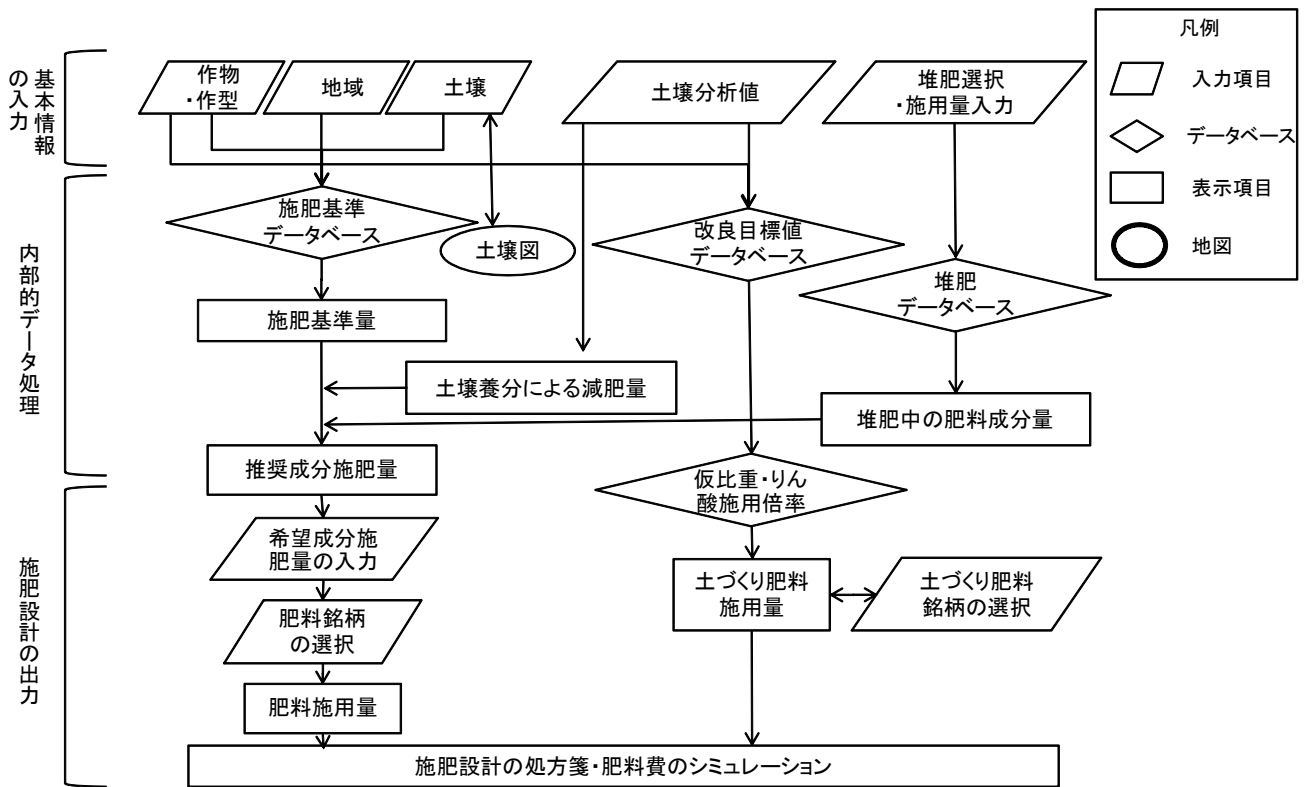 基本情報
の入力
作物
・作型
地域
土壌
土壌分析値
堆肥選択
・施用量入力
凡例
入力項目
データベース
表示項目
地図
内部的データ処理
施肥基準
データベース
土壌図
改良目標値
データベース
堆肥
データベース
施肥基準量
土壌養分による減肥量
堆肥中の肥料成分量
推奨成分施肥量
仮比重・りん
酸施用倍率
施肥設計の出力
希望成分施
肥量の入力
土づくり肥料
施用量
土づくり肥料
銘柄の選択
肥料銘柄
の選択
肥料施用量
施肥設計の処方箋・肥料費のシミュレーション